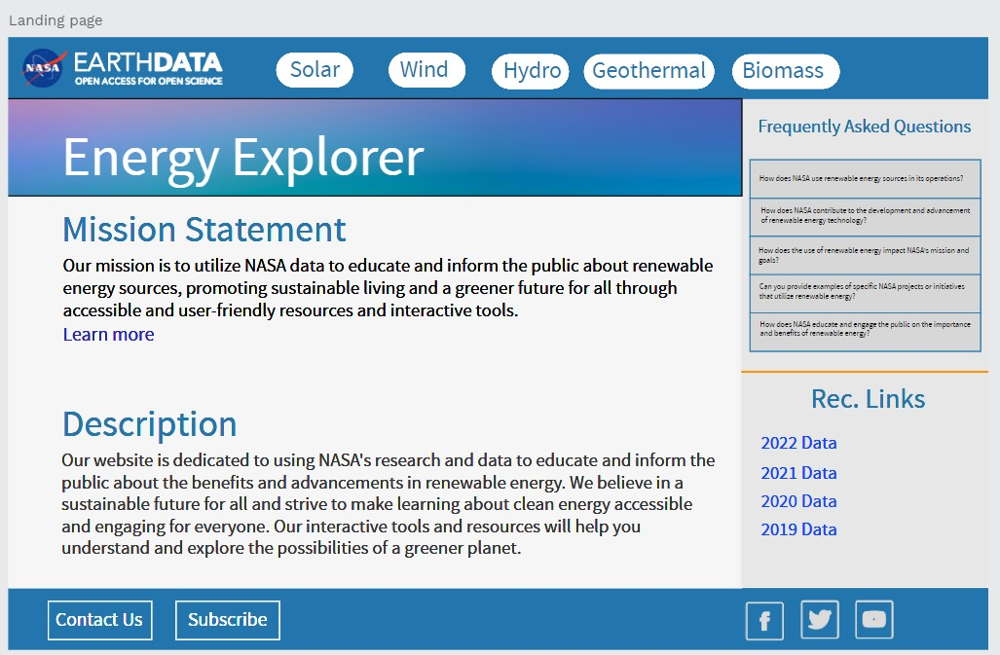 Landing page
NASA
EARTHDATA
OPEN ACCESS FOR OPEN SCIENCE
Solar
Wind
Hydro
Geothermal
Biomass
Energy Explorer
Mission Statement
Our mission is to utilize NASA data to educate and inform the public about renewable
energy sources, promoting sustainable living and a greener future for all through
accessible and user-friendly resources and interactive tools.
Learn more
Description
Our website is dedicated to using NASA's research and data to educate and inform the
public about the benefits and advancements in renewable energy. We believe in a
sustainable future for all and strive to make learning about clean energy accessible
and engaging for everyone. Our interactive tools and resources will help you
understand and explore the possibilities of a greener planet.
Frequently Asked Questions
How does NASA use renewable energy sources in its operations?
How does NASA contribute to the development and advancement
of renewable energy technology?
How does the use of renewable energy impact NASA's mission and
goals?
Can you provide examples of specific NASA projects or initiatives
that utilize renewable energy?
How does NASA educate and engage the public on the importance
and benefits of renewable energy?
Rec. Links
2022 Data
2021 Data
2020 Data
2019 Data
Contact Us
Subscribe